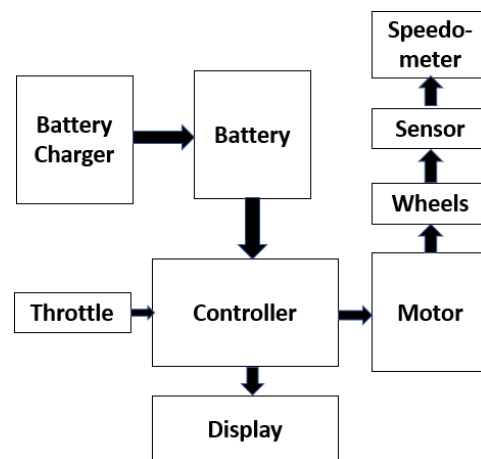 Speedo-
meter
Battery
Charger
Battery
Sensor
Wheels
Throttle
Controller
Motor
Display